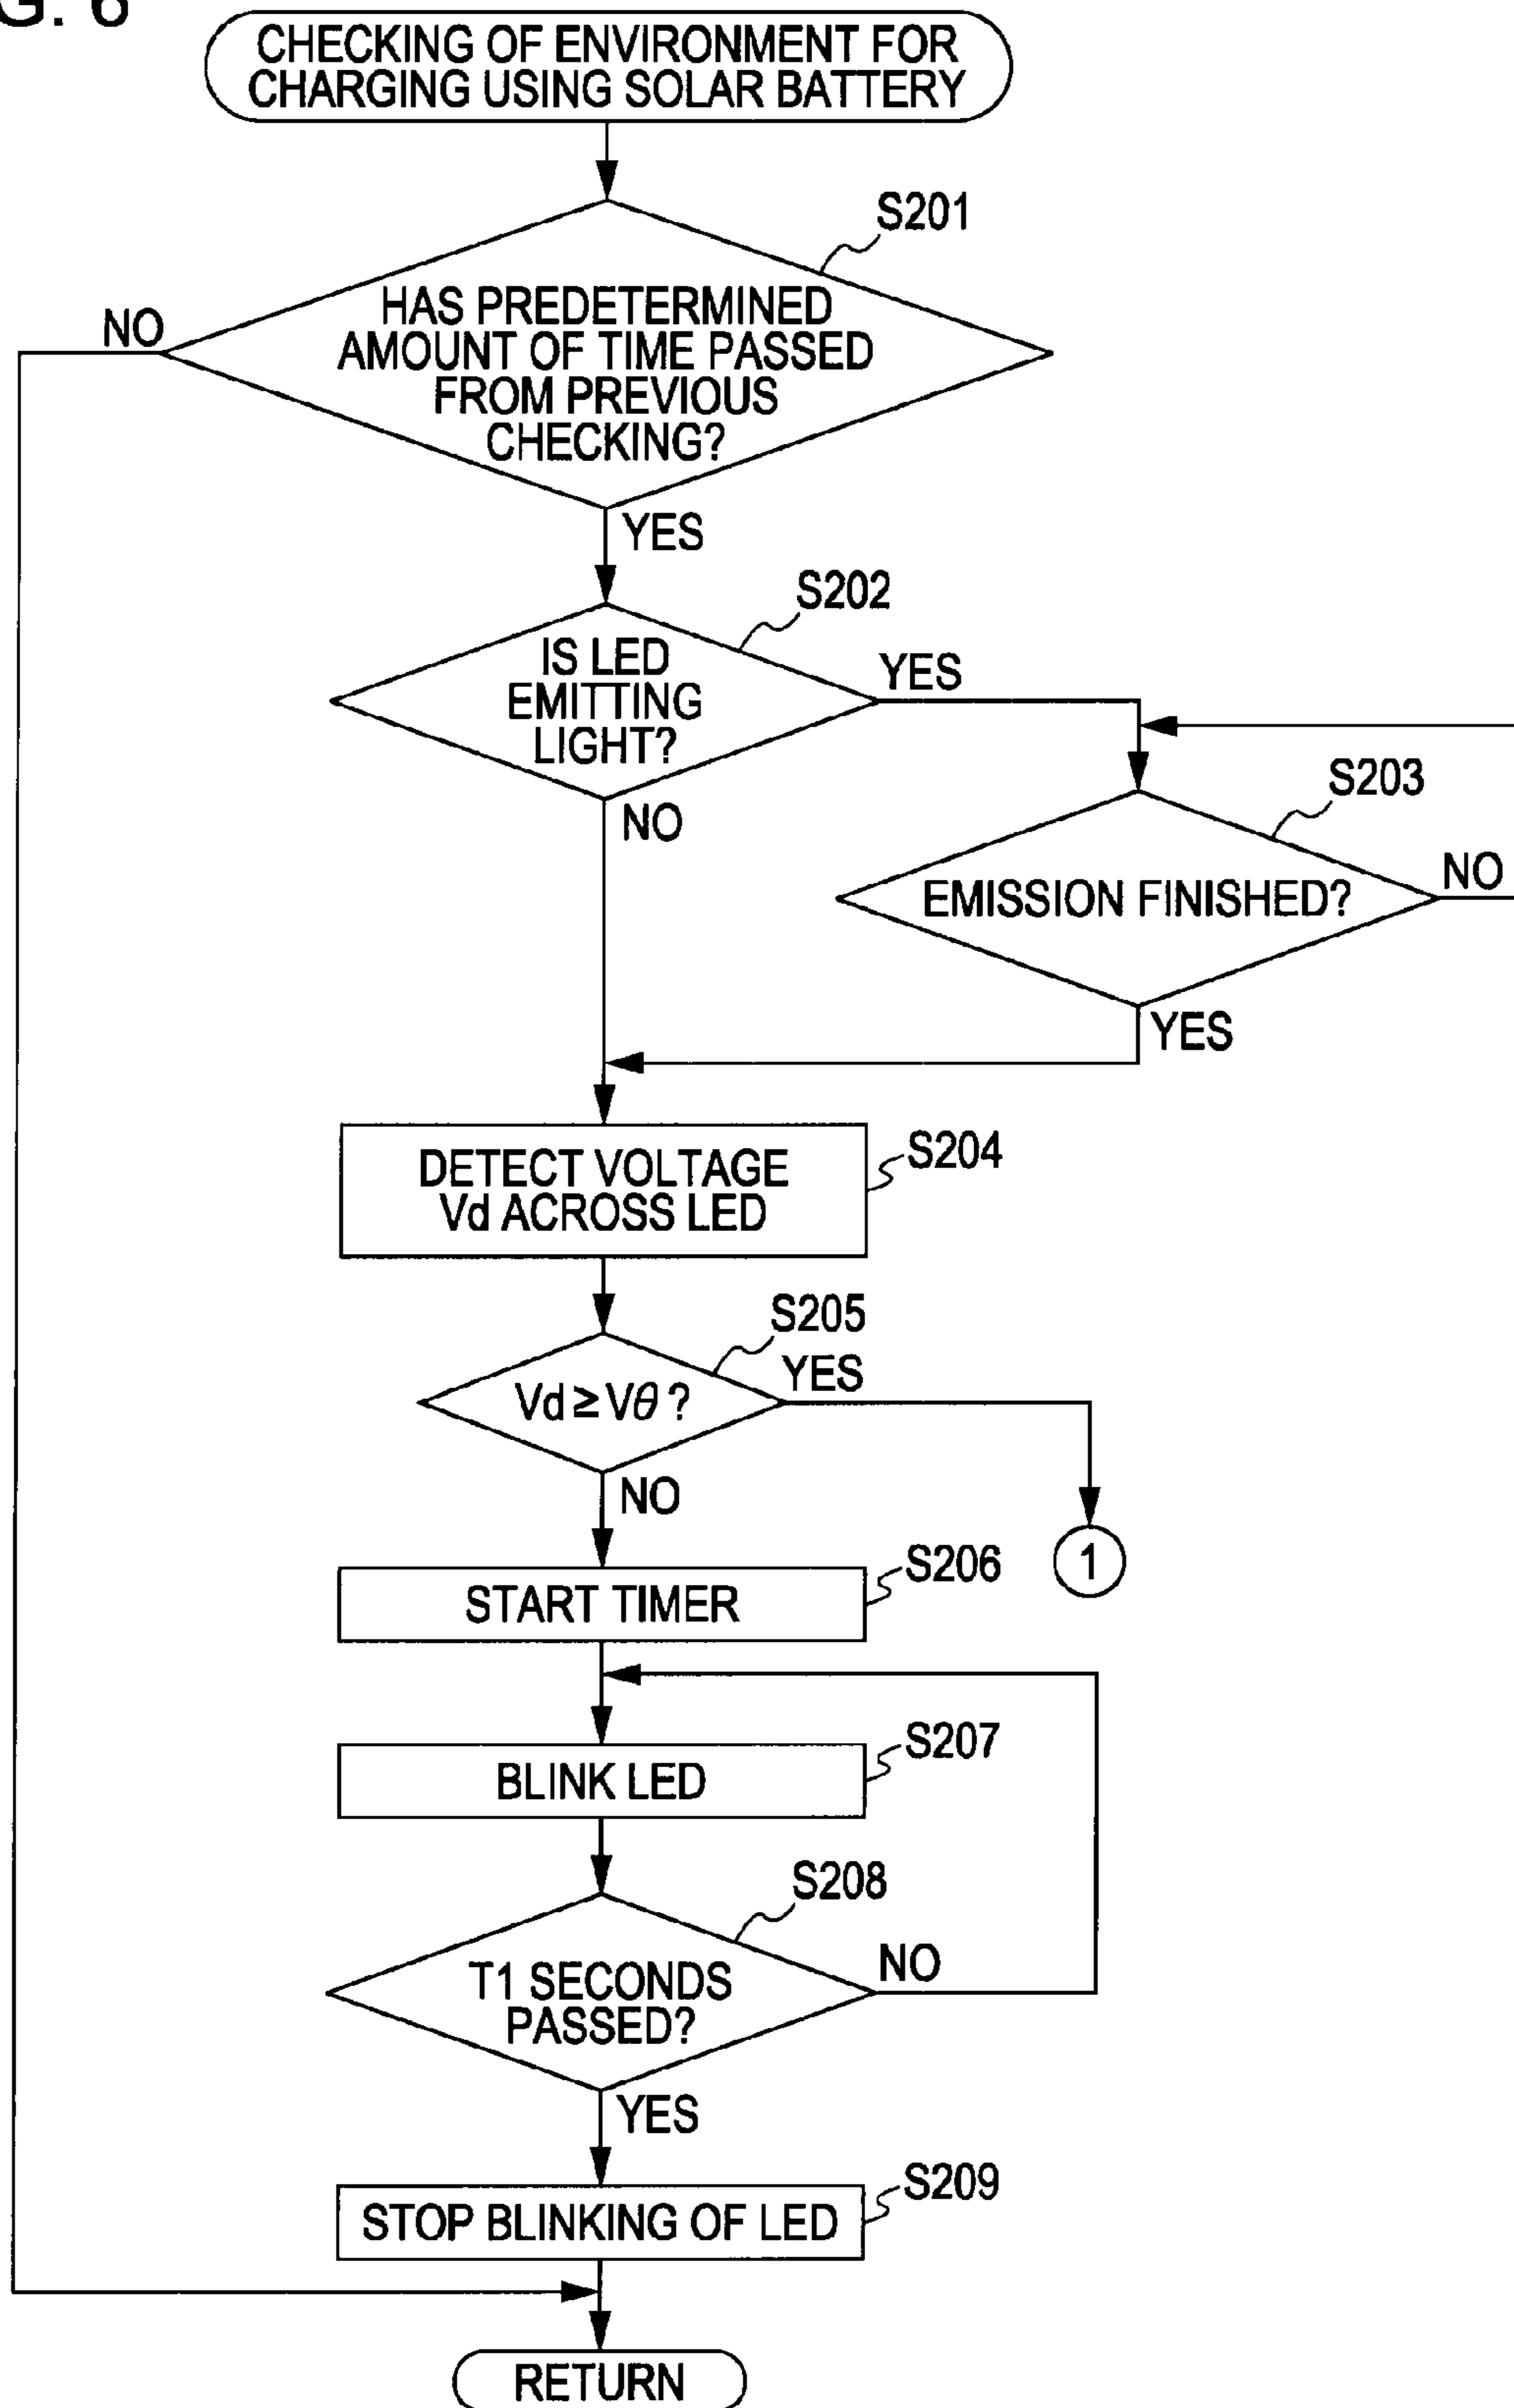 G. 6
CHECKING OF ENVIRONMENT FOR
CHARGING USING SOLAR BATTERY
S201
HAS PREDETERMINED
AMOUNT OF TIME PASSED
FROM PREVIOUS
CHECKING?
NO
YES
S202
IS LED
EMITTING
LIGHT?
YES
NO
S203
EMISSION FINISHED?
NO
YES
S204
DETECT VOLTAGE
Vd ACROSS LED
S205
Vd ≥ Vθ ?
YES
NO
1
S206
START TIMER
S207
BLINK LED
S208
T1 SECONDS
PASSED?
NO
YES
S209
STOP BLINKING OF LED
RETURN